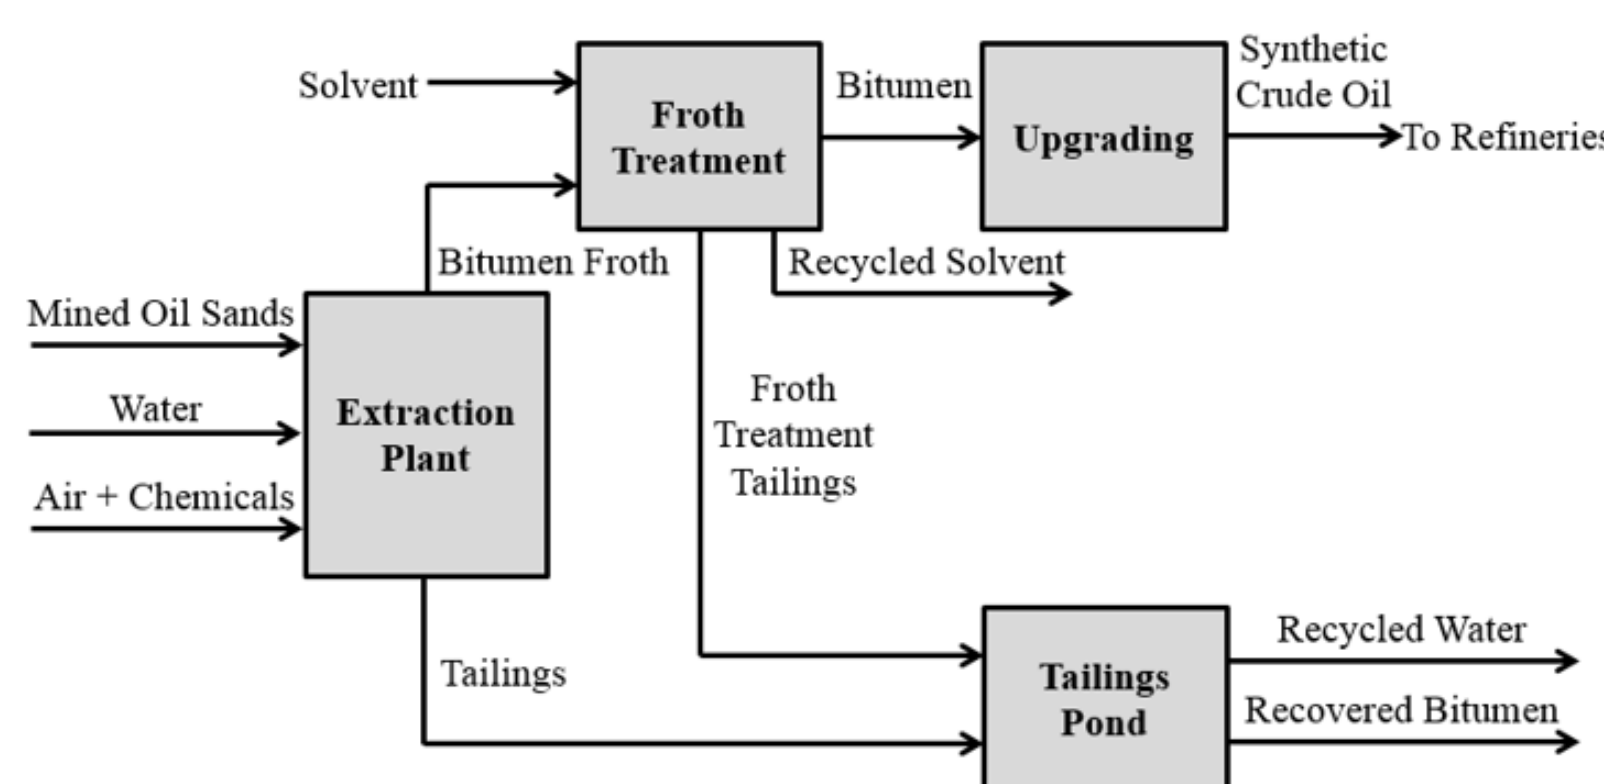 Synthetic
Crude Oil
Solvent
Bitumen
Froth
Treatment
Upgrading
To Refineries
Bitumen Froth
Recycled Solvent
Mined Oil Sands
Water
Extraction
Plant
Air + Chemicals
Froth
Treatment
Tailings
Tailings
Tailings
Pond
Recycled Water
Recovered Bitumen